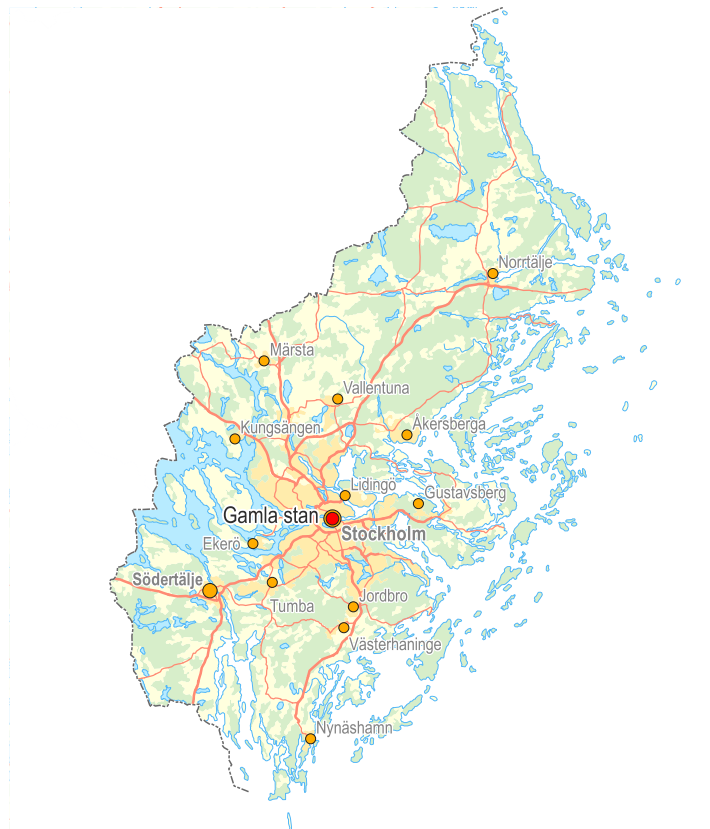 Norrtälje
Märsta
Vallentuna
Åkersberga
Kungsängen
Lidingö
Gustavsberg
Gamla stan
Stockholm
Ekerö
Södertälje
Tumba
Jordbro
Västerhaninge
Nynäshamn